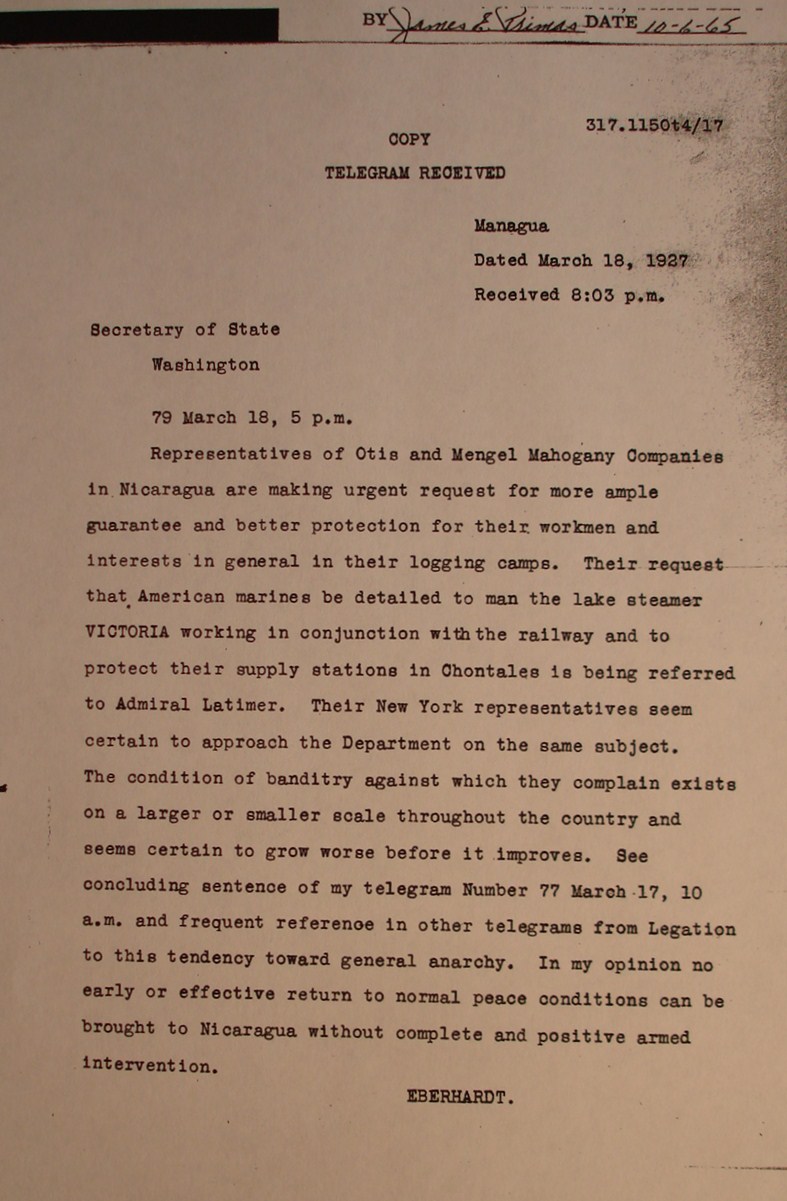 BY James E. Primas DATE 10-6-65
317.1150t4/17
COPY
TELEGRAM RECEIVED
Managua
Dated March 18, 1927
Received 8:03 p.m.
Secretary of State
Washington
79 March 18, 5 p.m.
Representatives of Otis and Mengel Mahogany Companies
in Nicaragua are making urgent request for more ample
guarantee and better protection for their workmen and
interests in general in their logging camps. Their request
that American marines be detailed to man the lake steamer
VICTORIA working in conjunction with the railway and to
protect their supply stations in Chontales is being referred
to Admiral Latimer. Their New York representatives seem
certain to approach the Department on the same subject.
The condition of banditry against which they complain exists
on a larger or smaller scale throughout the country and
seems certain to grow worse before it improves. See
concluding sentence of my telegram Number 77 March 17, 10
a.m. and frequent reference in other telegrams from Legation
to this tendency toward general anarchy. In my opinion no
early or effective return to normal peace conditions can be
brought to Nicaragua without complete and positive armed
intervention.
EBERHARDT.